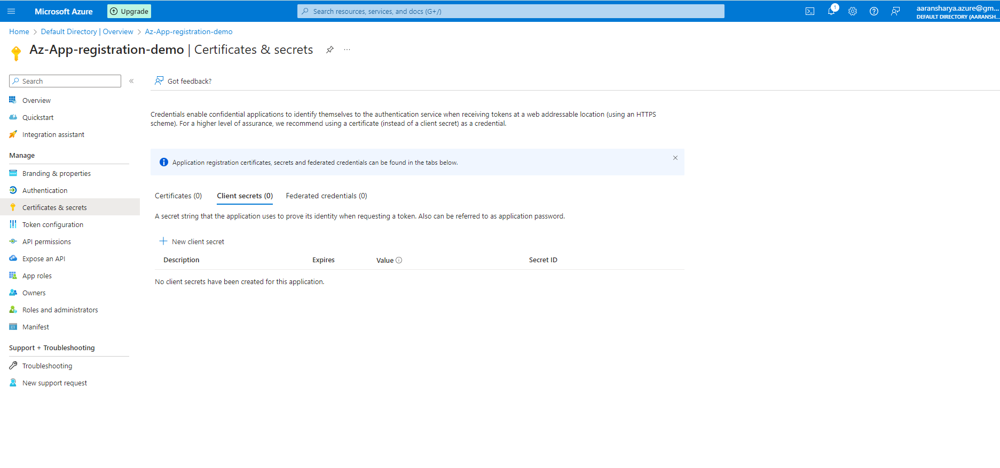 Microsoft Azure
Upgrade
Search resources, services, and docs (G+/)
1
aaransharya.azure@gm...
DEFAULT DIRECTORY (AARANSH...
Home > Default Directory | Overview > Az-App-registration-demo
Az-App-registration-demo | Certificates & secrets
Search
Got feedback?
Overview
Quickstart
Integration assistant
Manage
Branding & properties
Authentication
Certificates & secrets
Token configuration
API permissions
Expose an API
App roles
Owners
Roles and administrators
Manifest
Support + Troubleshooting
Troubleshooting
New support request
Credentials enable confidential applications to identify themselves to the authentication service when receiving tokens at a web addressable location (using an HTTPS
scheme). For a higher level of assurance, we recommend using a certificate (instead of a client secret) as a credential.
Application registration certificates, secrets and federated credentials can be found in the tabs below.
Certificates (0) Client secrets (0) Federated credentials (0)
A secret string that the application uses to prove its identity when requesting a token. Also can be referred to as application password.
New client secret
Description Expires Value Secret ID
No client secrets have been created for this application.